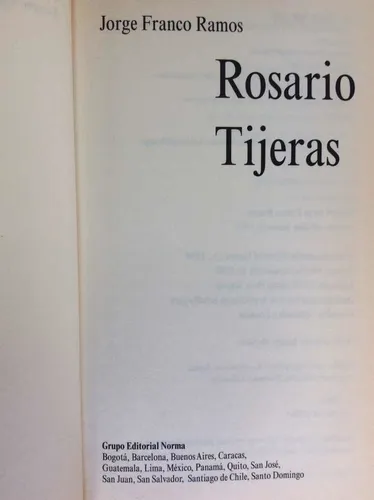 Jorge Franco Ramos
Rosario
Tijeras
Grupo Editorial Norma
Bogotá, Barcelona, Buenos Aires, Caracas,
Guatemala, Lima, México, Panamá, Quito, San José,
San Juan, San Salvador, Santiago de Chile, Santo Domingo